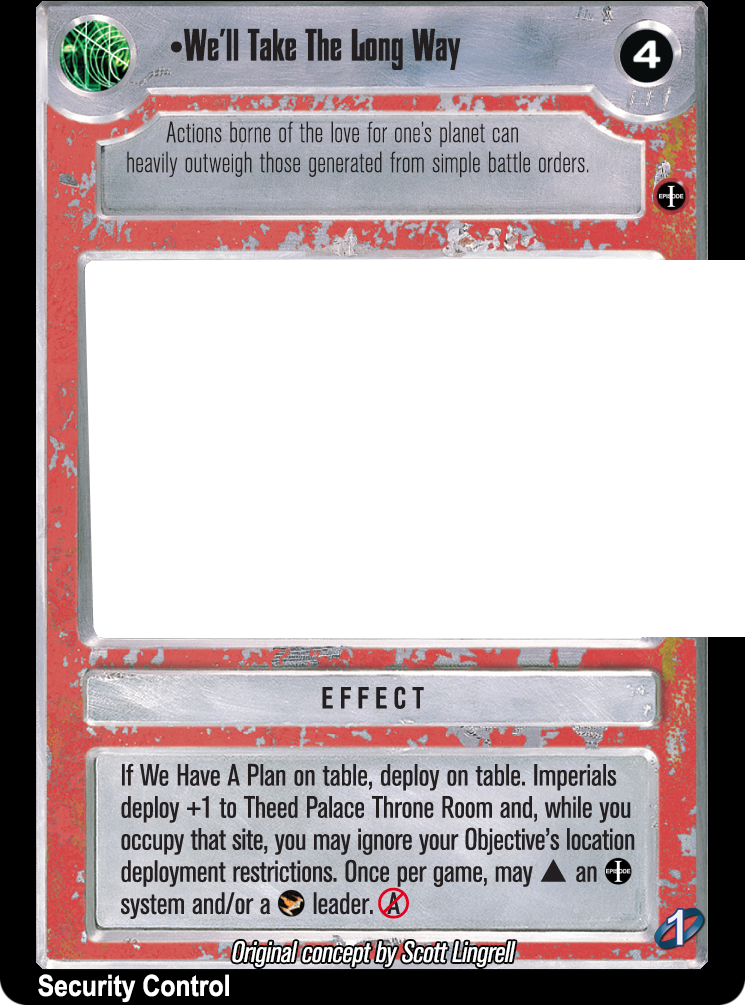 •We'll Take The Long Way
4
Actions borne of the love for one's planet can
heavily outweigh those generated from simple battle orders.
EPISODE I
EFFECT
If We Have A Plan on table, deploy on table. Imperials
deploy +1 to Theed Palace Throne Room and, while you
occupy that site, you may ignore your Objective's location
deployment restrictions. Once per game, may ▲ an EPISODE I
system and/or a leader. A
1
Original concept by Scott Lingrell
Security Control